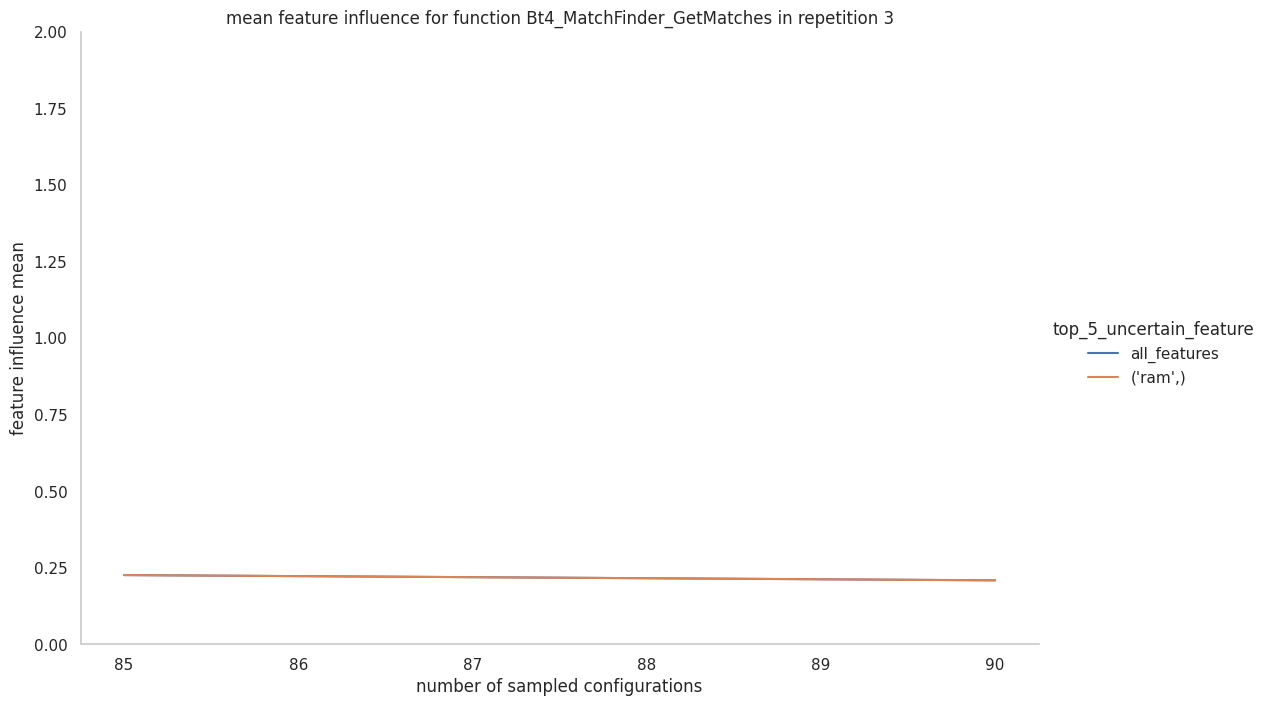 mean feature influence for function Bt4_MatchFinder_GetMatches in repetition 3
2.00
1.75
1.50
1.25
1.00
0.75
0.50
0.25
0.00
feature influence mean
85 86 87 88 89 90
number of sampled configurations
top_5_uncertain_feature
all_features
('ram',)